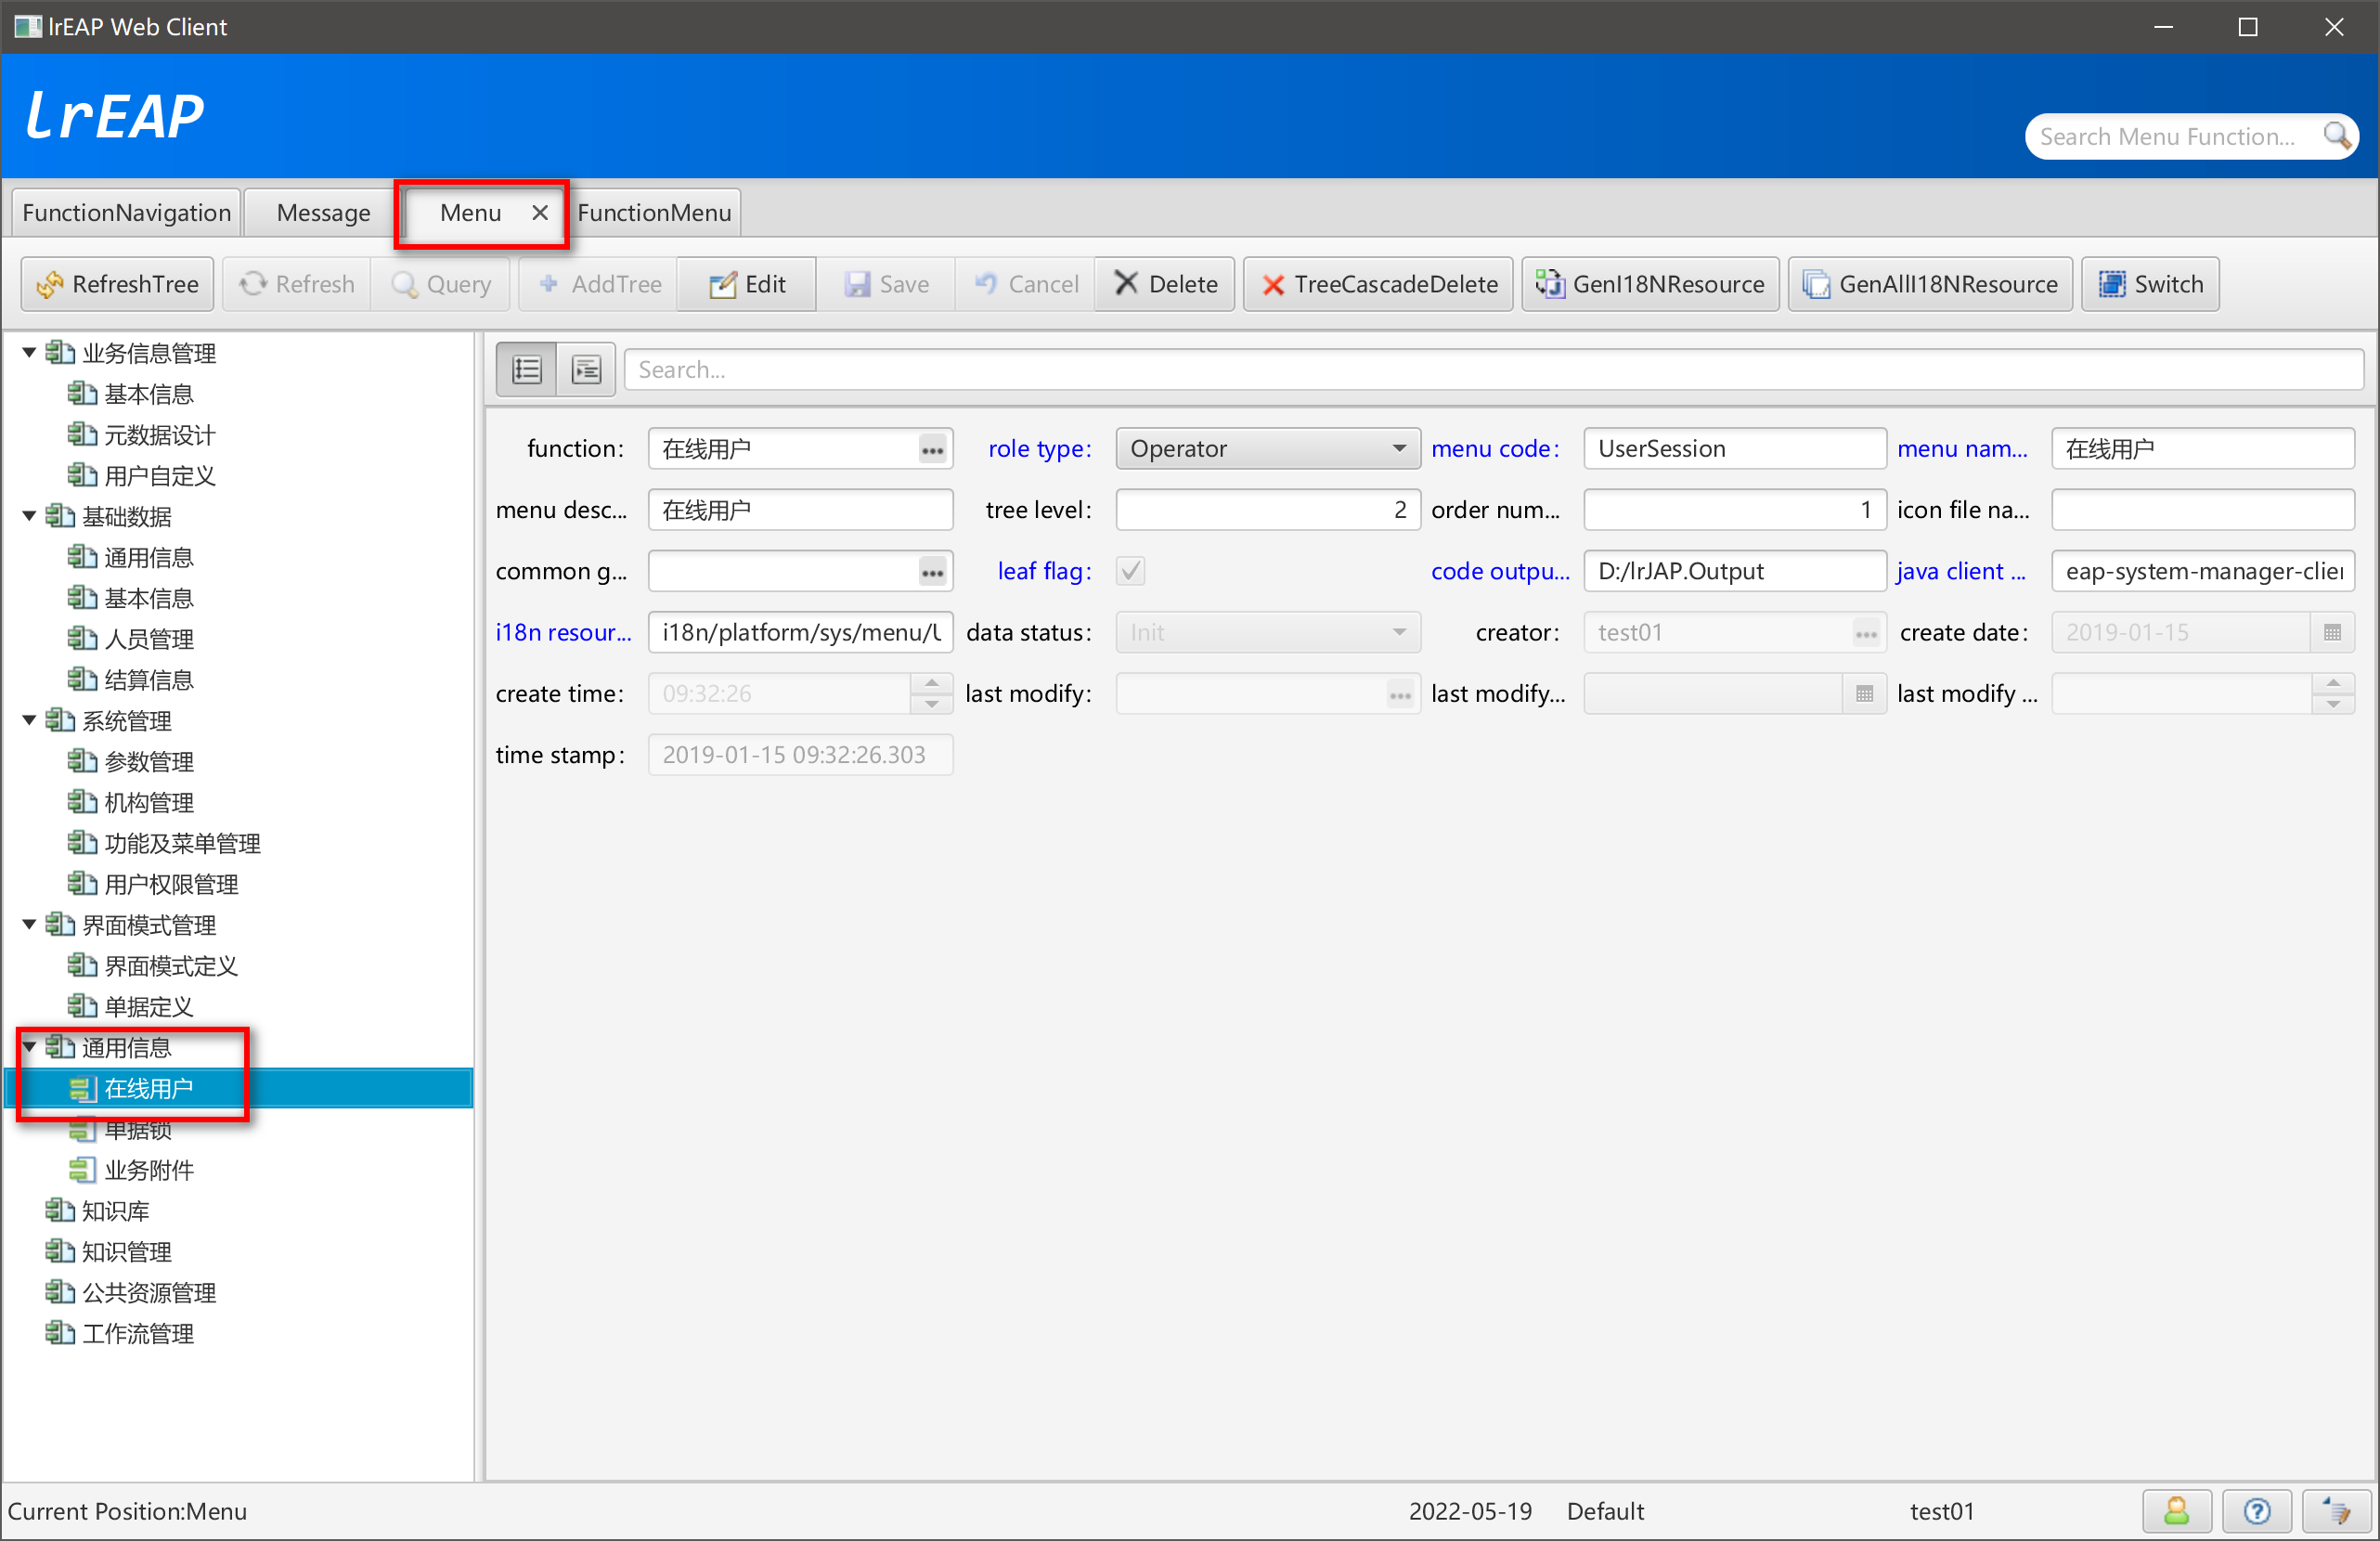 lrEAP Web Client
lrEAP
Search Menu Function...
FunctionNavigation Message Menu FunctionMenu
RefreshTree Refresh Query AddTree Edit Save Cancel Delete TreeCascadeDelete GenI18NResource GenAllI18NResource Switch
业务信息管理
基本信息
元数据设计
用户自定义
基础数据
通用信息
基本信息
人员管理
结算信息
系统管理
参数管理
机构管理
功能及菜单管理
用户权限管理
界面模式管理
界面模式定义
单据定义
通用信息
在线用户
单据锁
业务附件
知识库
知识管理
公共资源管理
工作流管理
Search...
function: 在线用户 role type: Operator menu code: UserSession menu nam... 在线用户
menu desc... 在线用户 tree level: 2 order num... 1 icon file na...
common g... leaf flag: code outpu... D:/lrJAP.Output java client ... eap-system-manager-clier
i18n resour... i18n/platform/sys/menu/U data status: Init creator: test01 create date: 2019-01-15
create time: 09:32:26 last modify: last modify... last modify ...
time stamp: 2019-01-15 09:32:26.303
Current Position:Menu 2022-05-19 Default test01